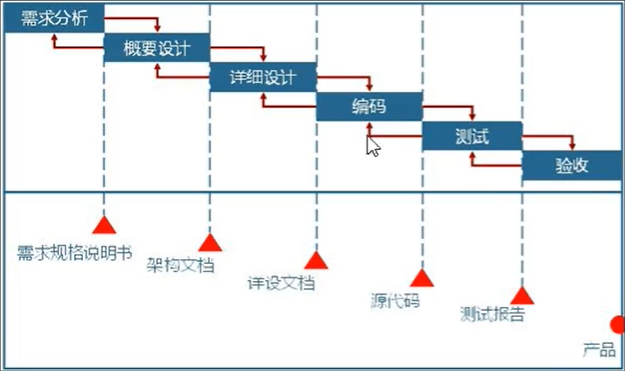 需求分析
概要设计
详细设计
编码
测试
验收
需求规格说明书
架构文档
详设文档
源代码
测试报告
产品